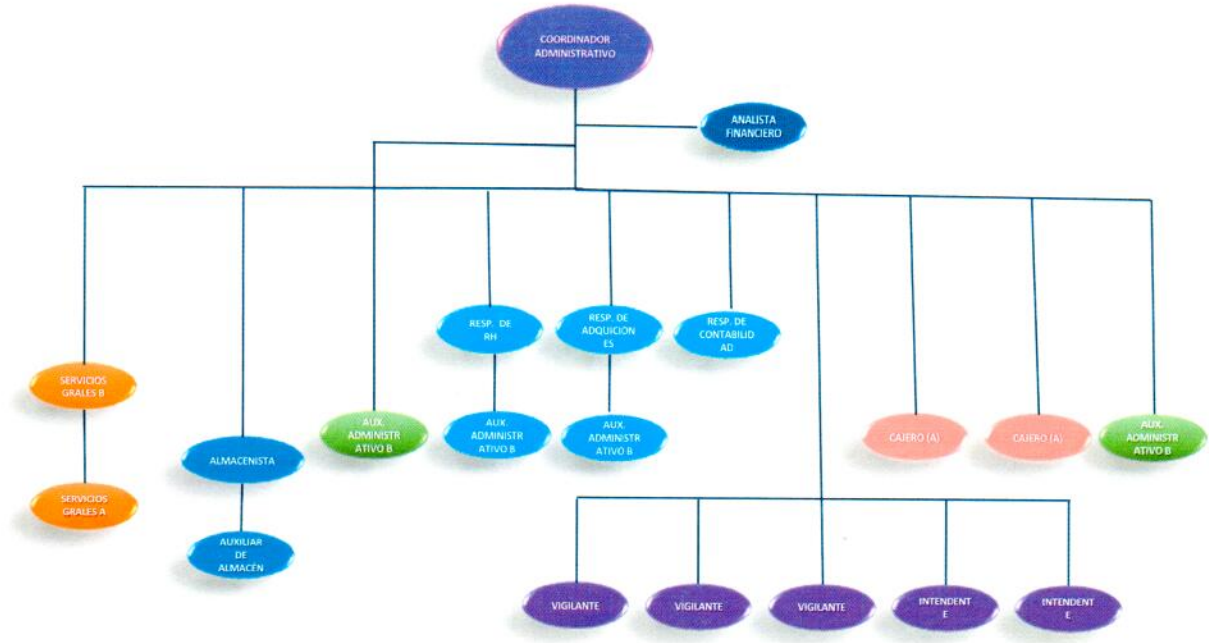 COORDINADOR
ADMINISTRATIVO
ANALISTA
FINANCIERO
RESP. DE
RH
RESP. DE
ADQUICION
ES
RESP. DE
CONTABILID
AD
SERVICIOS
GRALES B
AUX.
ADMINISTR
ATIVO B
AUX.
ADMINISTR
ATIVO B
AUX.
ADMINISTR
ATIVO B
CAJERO (A)
CAJERO (A)
AUX.
ADMINISTR
ATIVO B
ALMACENISTA
SERVICIOS
GRALES A
AUXILIAR
DE
ALMACÉN
VIGILANTE
VIGILANTE
VIGILANTE
INTENDENT
E
INTENDENT
E